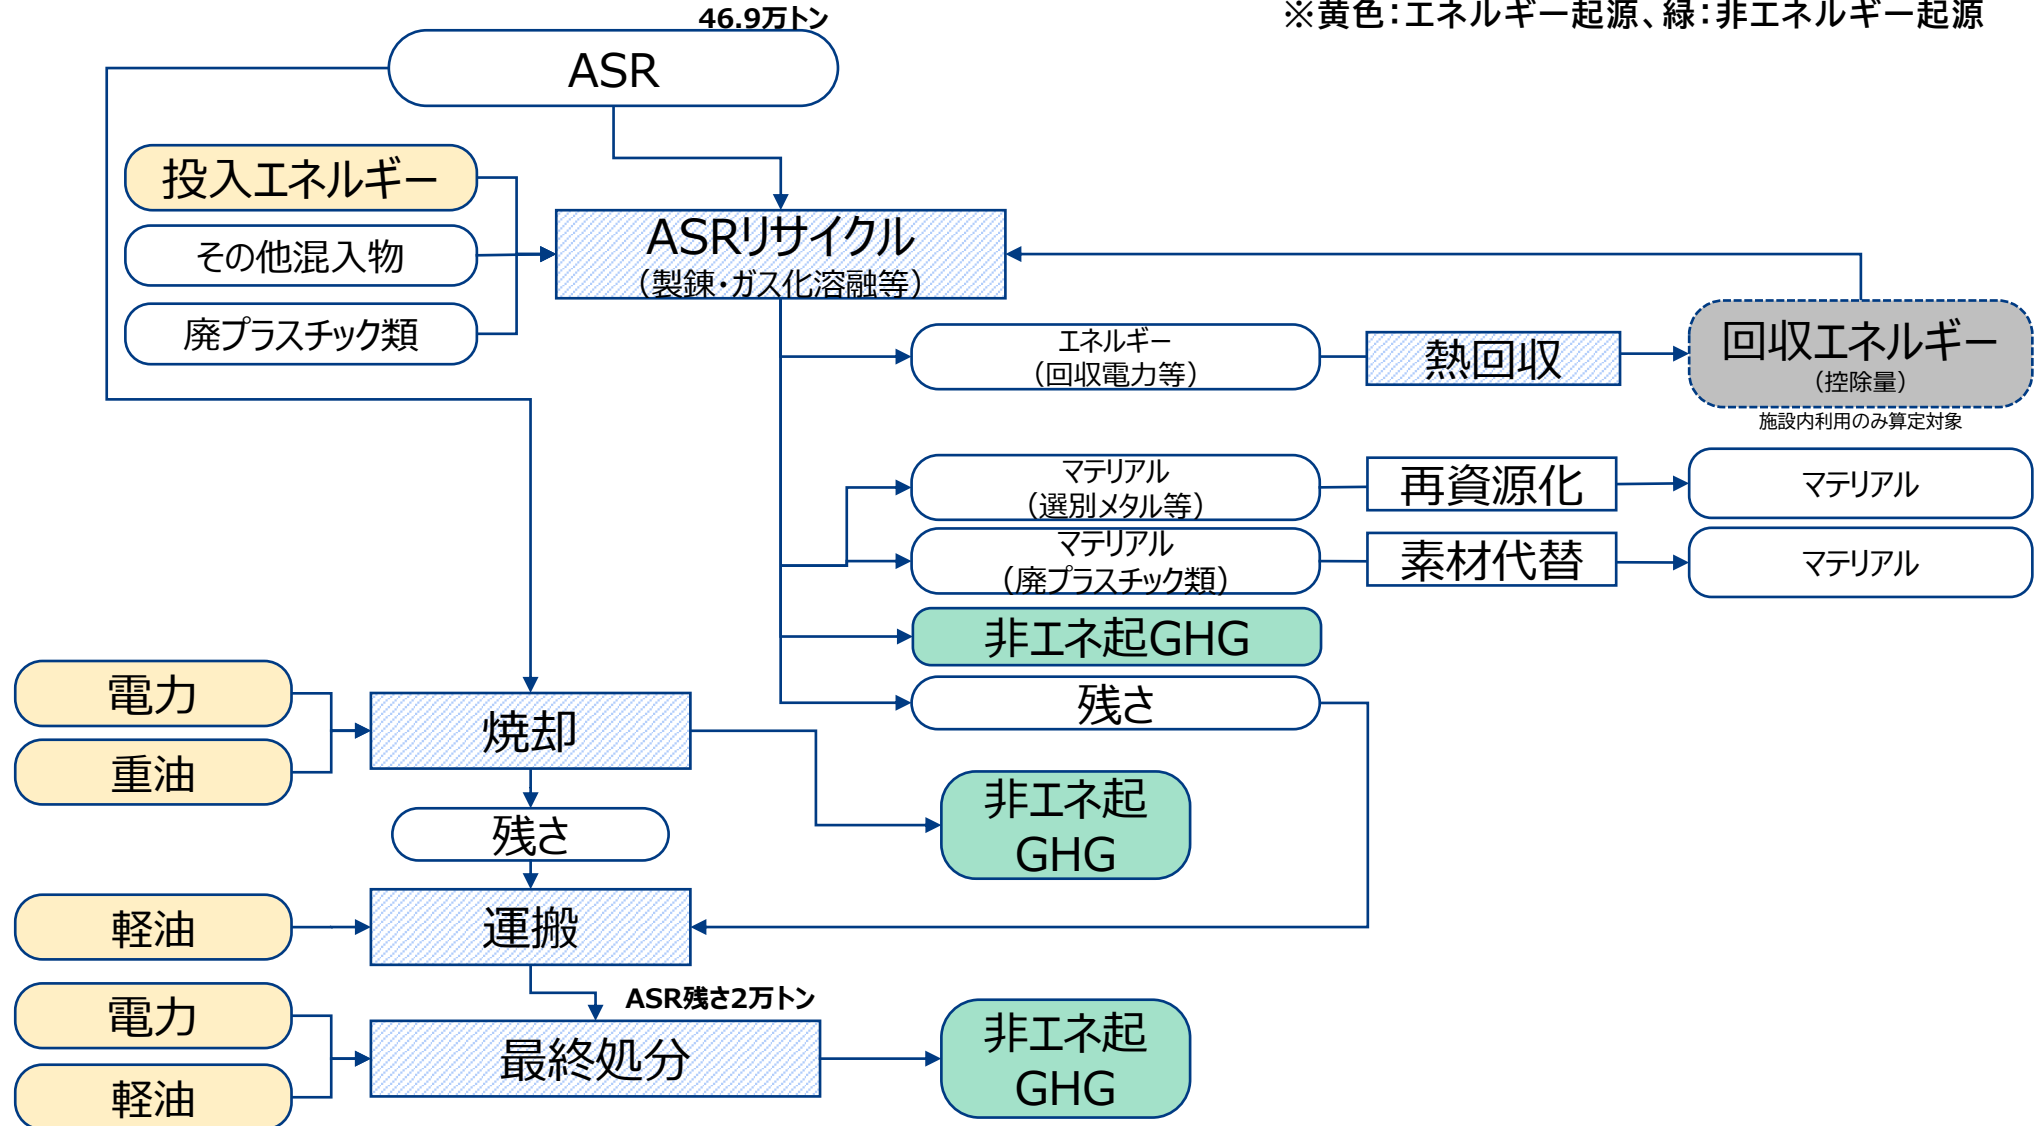 46.9万トン
※黄色：エネルギー起源、緑：非エネルギー起源
ASR
投入エネルギー
その他混入物
廃プラスチック類
ASRリサイクル
（製錬・ガス化溶融等）
エネルギー
（回収電力等）
熱回収
回収エネルギー
（控除量）
施設内利用のみ算定対象
マテリアル
（選別メタル等）
再資源化
マテリアル
マテリアル
（廃プラスチック類）
素材代替
マテリアル
非エネ起GHG
残さ
電力
重油
焼却
非エネ起
GHG
残さ
軽油
運搬
ASR残さ2万トン
電力
軽油
最終処分
非エネ起
GHG